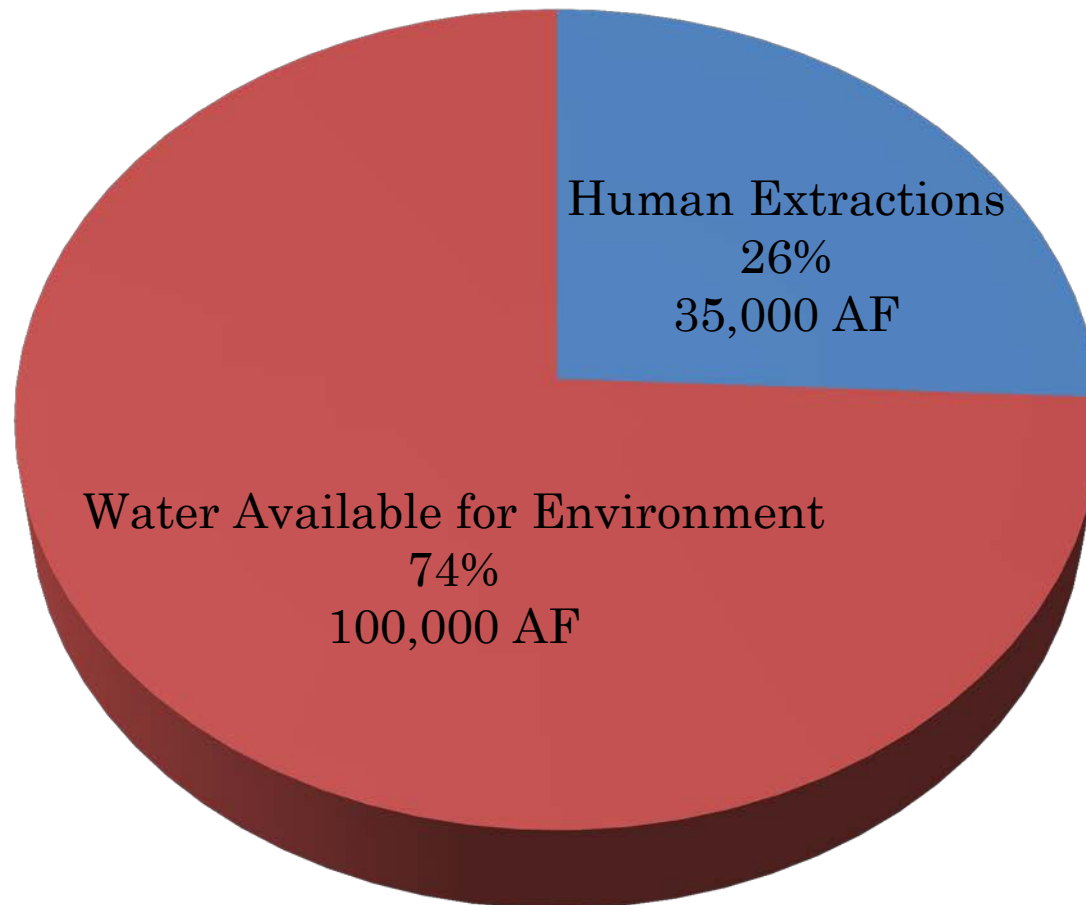 Human Extractions
26%
35,000 AF
Water Available for Environment
74%
100,000 AF